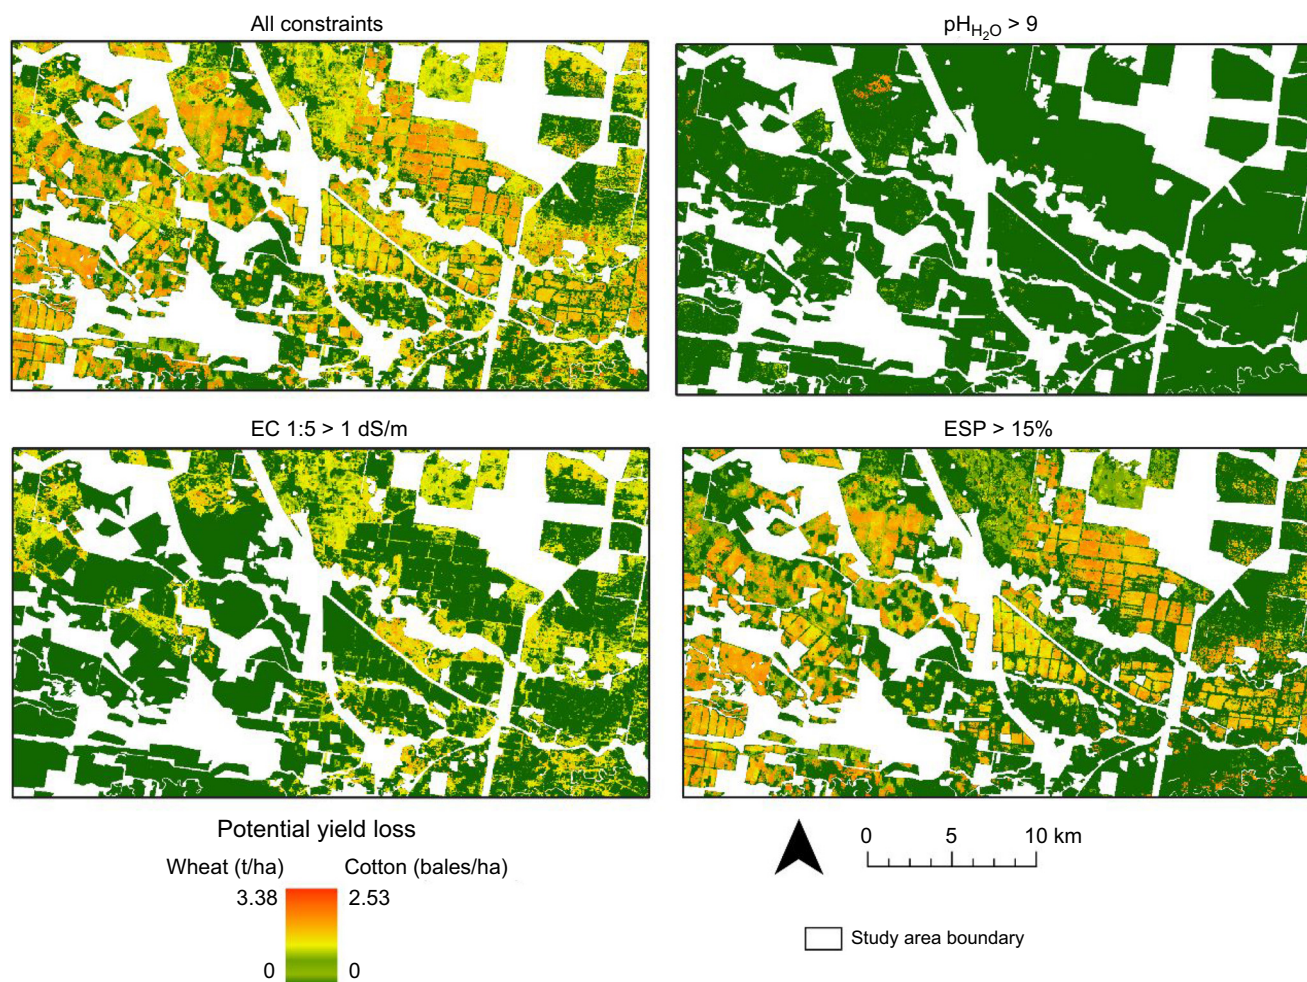 All constraints
pHH₂O > 9
EC 1:5 > 1 dS/m
ESP > 15%
Potential yield loss
Wheat (t/ha) Cotton (bales/ha)
3.38 2.53
0 0
0 5 10 km
Study area boundary